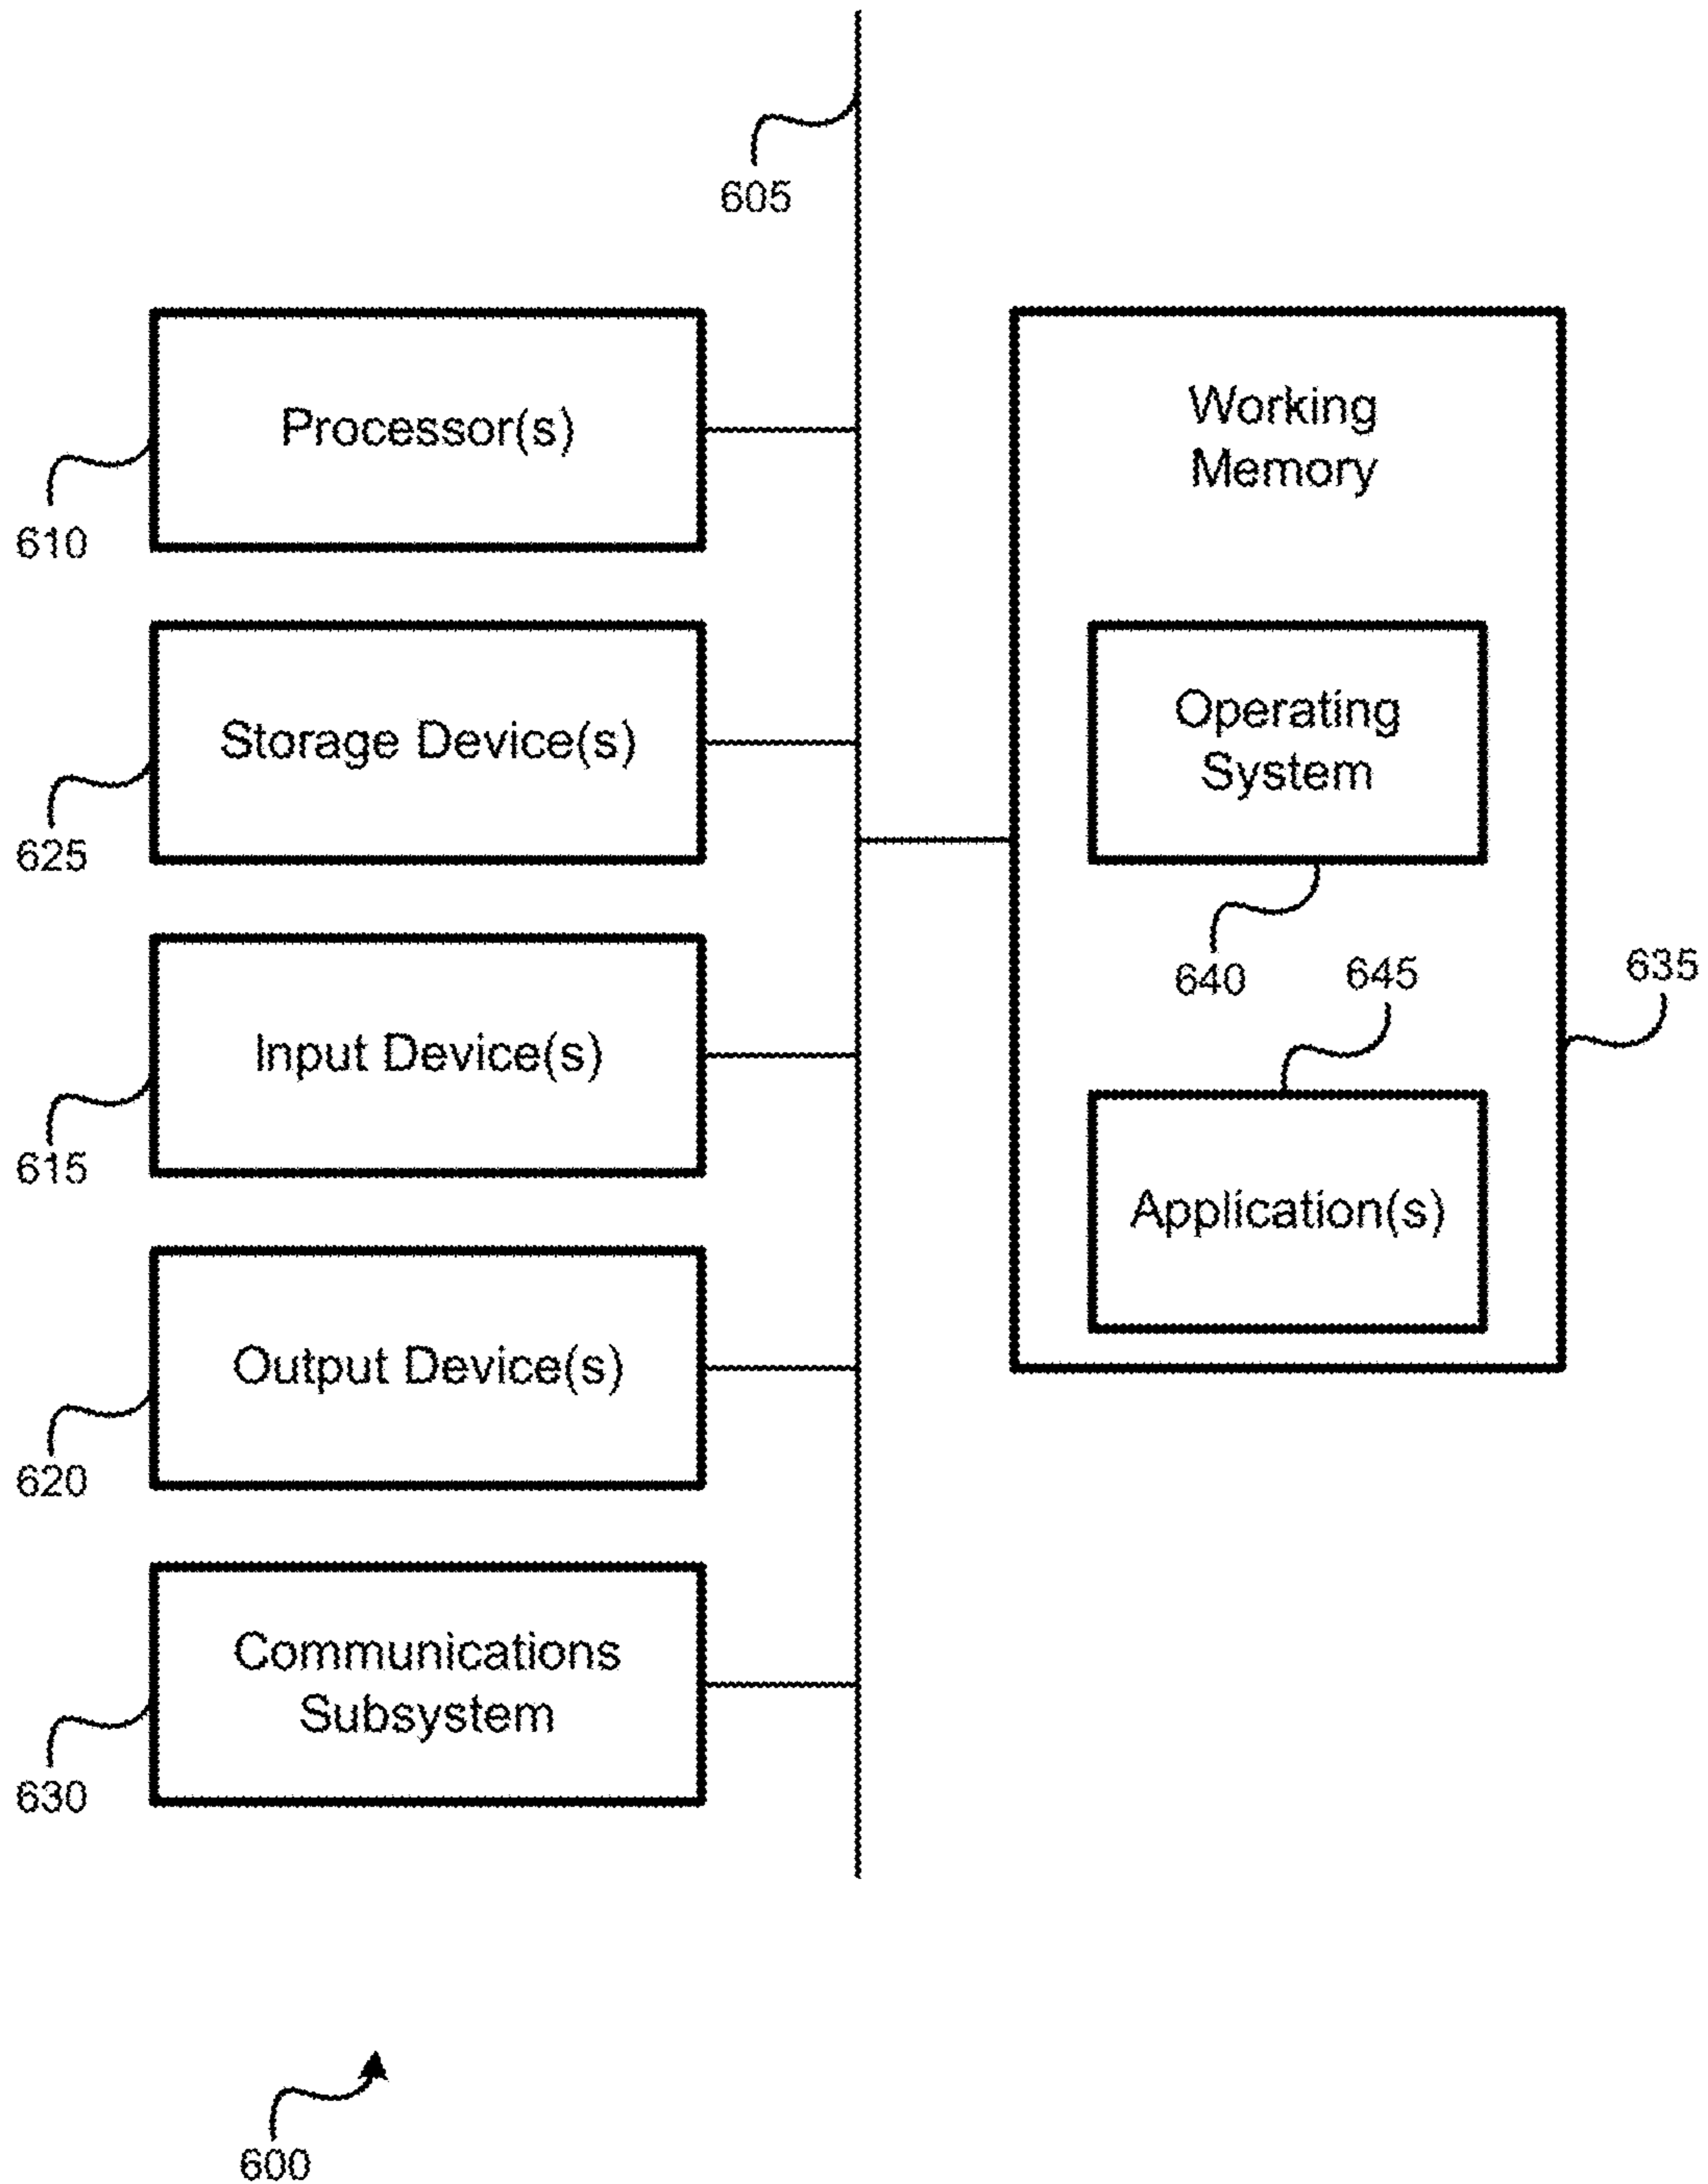 605
Processor(s)
610
Storage Device(s)
625
Input Device(s)
615
Output Device(s)
620
Communications
Subsystem
630
Working
Memory
Operating
System
640
645
635
Application(s)
600